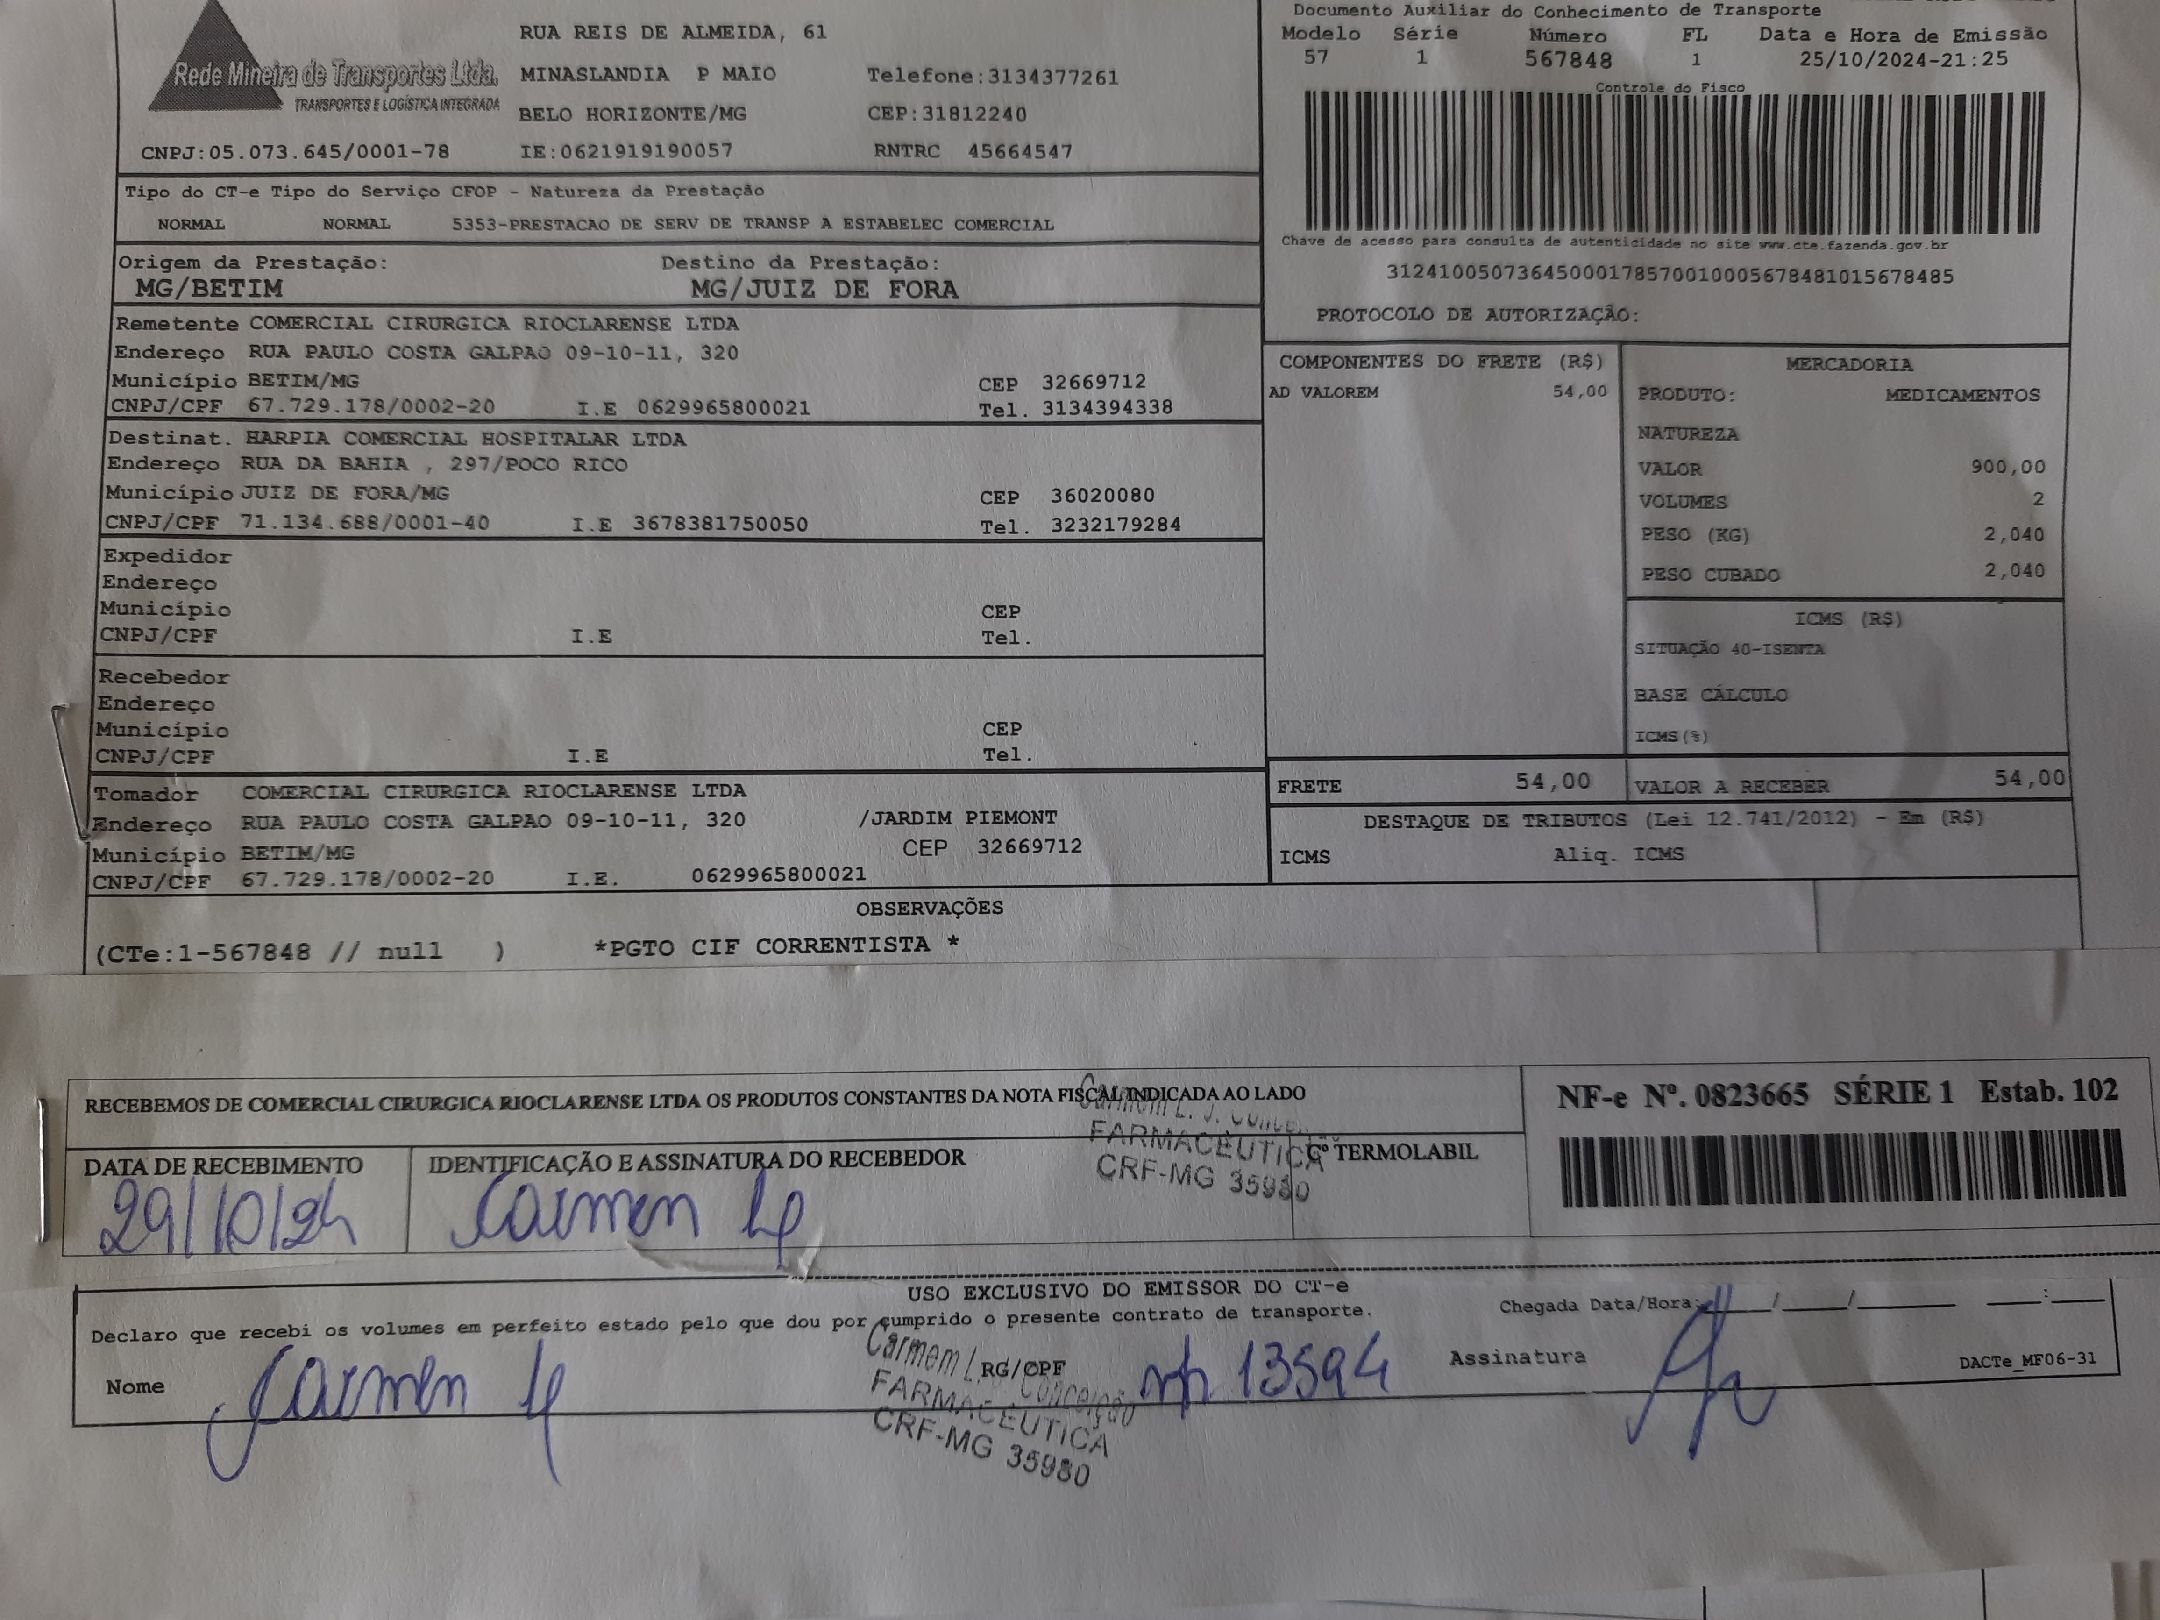 Rede Mineira de Transportes Ltda.
TRANSPORTES E LOGÍSTICA INTEGRADA
CNPJ:05.073.645/0001-78
RUA REIS DE ALMEIDA, 61
MINASLANDIA P MAIO Telefone:3134377261
BELO HORIZONTE/MG CEP:31812240
IE:0621919190057 RNTRC 45664547
Documento Auxiliar do Conhecimento de Transporte
Modelo Série Número FL Data e Hora de Emissão
57 1 567848 1 25/10/2024-21:25
Controle do Fisco
Chave de acesso para consulta de autenticidade no site www.cte.fazenda.gov.br
31241005073645000178570010005678481015678485
PROTOCOLO DE AUTORIZAÇÃO:
Tipo do CT-e Tipo do Serviço CFOP - Natureza da Prestação
NORMAL NORMAL 5353-PRESTACAO DE SERV DE TRANSP A ESTABELEC COMERCIAL
Origem da Prestação: Destino da Prestação:
MG/BETIM MG/JUIZ DE FORA
Remetente COMERCIAL CIRURGICA RIOCLARENSE LTDA
Endereço RUA PAULO COSTA GALPAO 09-10-11, 320
Município BETIM/MG CEP 32669712
CNPJ/CPF 67.729.178/0002-20 I.E 0629965800021 Tel. 3134394338
Destinat. HARPIA COMERCIAL HOSPITALAR LTDA
Endereço RUA DA BAHIA , 297/POCO RICO
Município JUIZ DE FORA/MG CEP 36020080
CNPJ/CPF 71.134.688/0001-40 I.E 3678381750050 Tel. 3232179284
Expedidor
Endereço
Município CEP
CNPJ/CPF I.E Tel.
Recebedor
Endereço
Município CEP
CNPJ/CPF I.E Tel.
Tomador COMERCIAL CIRURGICA RIOCLARENSE LTDA
Endereço RUA PAULO COSTA GALPAO 09-10-11, 320 /JARDIM PIEMONT
Município BETIM/MG CEP 32669712
CNPJ/CPF 67.729.178/0002-20 I.E. 0629965800021
COMPONENTES DO FRETE (R$)
AD VALOREM 54,00
MERCADORIA
PRODUTO: MEDICAMENTOS
NATUREZA
VALOR 900,00
VOLUMES 2
PESO (KG) 2,040
PESO CUBADO 2,040
ICMS (R$)
SITUAÇÃO 40-ISENTA
BASE CÁLCULO
ICMS(%)
FRETE 54,00 VALOR A RECEBER 54,00
DESTAQUE DE TRIBUTOS (Lei 12.741/2012) - Em (R$)
ICMS Aliq. ICMS
OBSERVAÇÕES
(CTe:1-567848 // null ) *PGTO CIF CORRENTISTA *
RECEBEMOS DE COMERCIAL CIRURGICA RIOCLARENSE LTDA OS PRODUTOS CONSTANTES DA NOTA FISCAL INDICADA AO LADO
NF-e Nº. 0823665 SÉRIE 1 Estab. 102
DATA DE RECEBIMENTO IDENTIFICAÇÃO E ASSINATURA DO RECEBEDOR Cº TERMOLABIL
29/10/24 Carmen
FARMACÊUTICA
CRF-MG 35980
USO EXCLUSIVO DO EMISSOR DO CT-e
Declaro que recebi os volumes em perfeito estado pelo que dou por cumprido o presente contrato de transporte.
Chegada Data/Hora: / / :
Nome Carmen RG/CPF 13594 Assinatura
DACTe_MF06-31
Carmem L. Conceição
FARMACÊUTICA
CRF-MG 35980